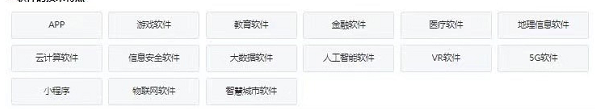 APP 游戏软件 教育软件 金融软件 医疗软件 地理信息软件
云计算软件 信息安全软件 大数据软件 人工智能软件 VR软件 5G软件
小程序 物联网软件 智慧城市软件